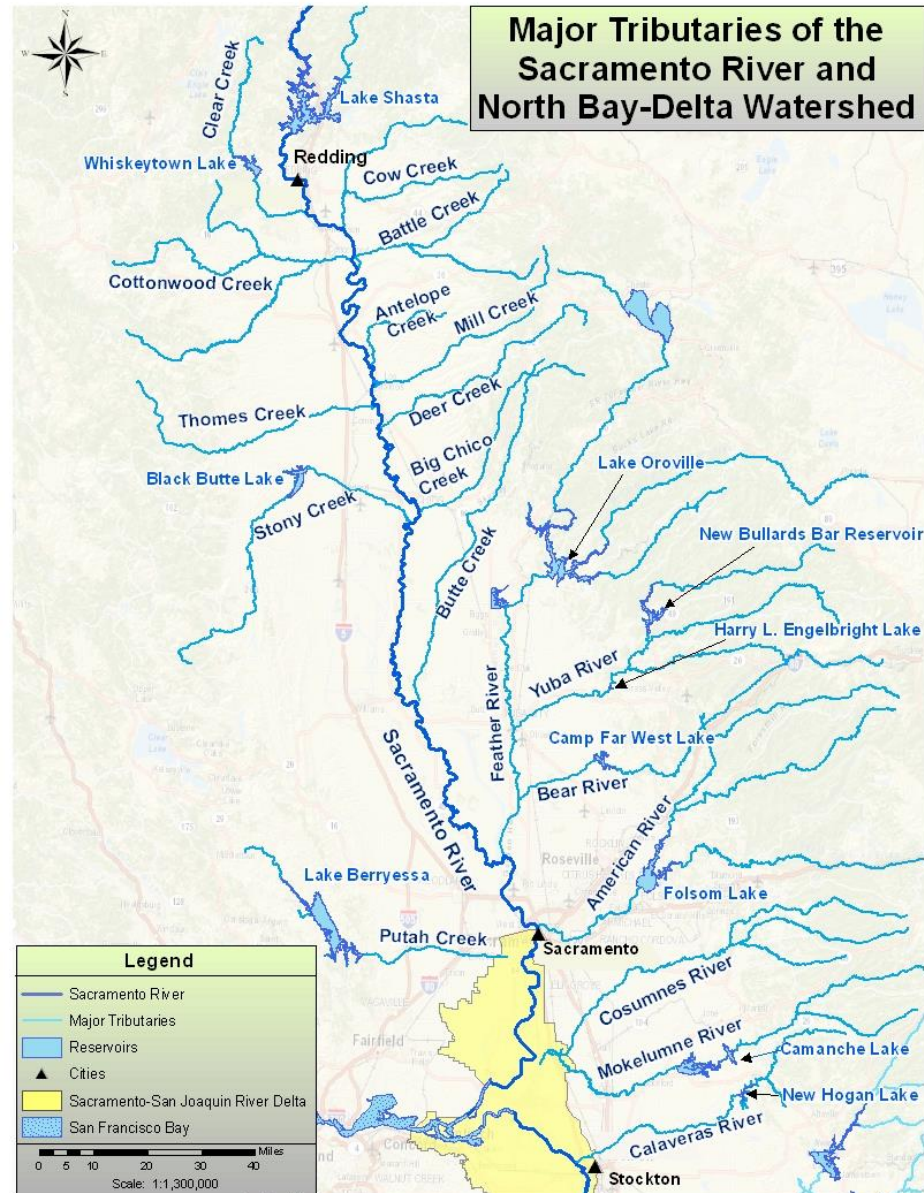 Major Tributaries of the
Sacramento River and
North Bay-Delta Watershed
N
W
E
S
Clear Creek
Lake Shasta
Whiskeytown Lake
Redding
Cow Creek
Battle Creek
Cottonwood Creek
Antelope
Creek
Mill Creek
Thomes Creek
Deer Creek
Big Chico
Creek
Black Butte Lake
Stony Creek
Lake Oroville
Butte Creek
New Bullards Bar Reservoir
Harry L. Engelbright Lake
Yuba River
Feather River
Sacramento River
Camp Far West Lake
Bear River
American River
Roseville
Lake Berryessa
Folsom Lake
Putah Creek
Sacramento
Cosumnes River
Fairfield
Mokelumne River
Camanche Lake
New Hogan Lake
Calaveras River
Stockton
Legend
Sacramento River
Major Tributaries
Reservoirs
Cities
Sacramento-San Joaquin River Delta
San Francisco Bay
Miles
0 5 10 20 30 40
Scale: 1:1,300,000